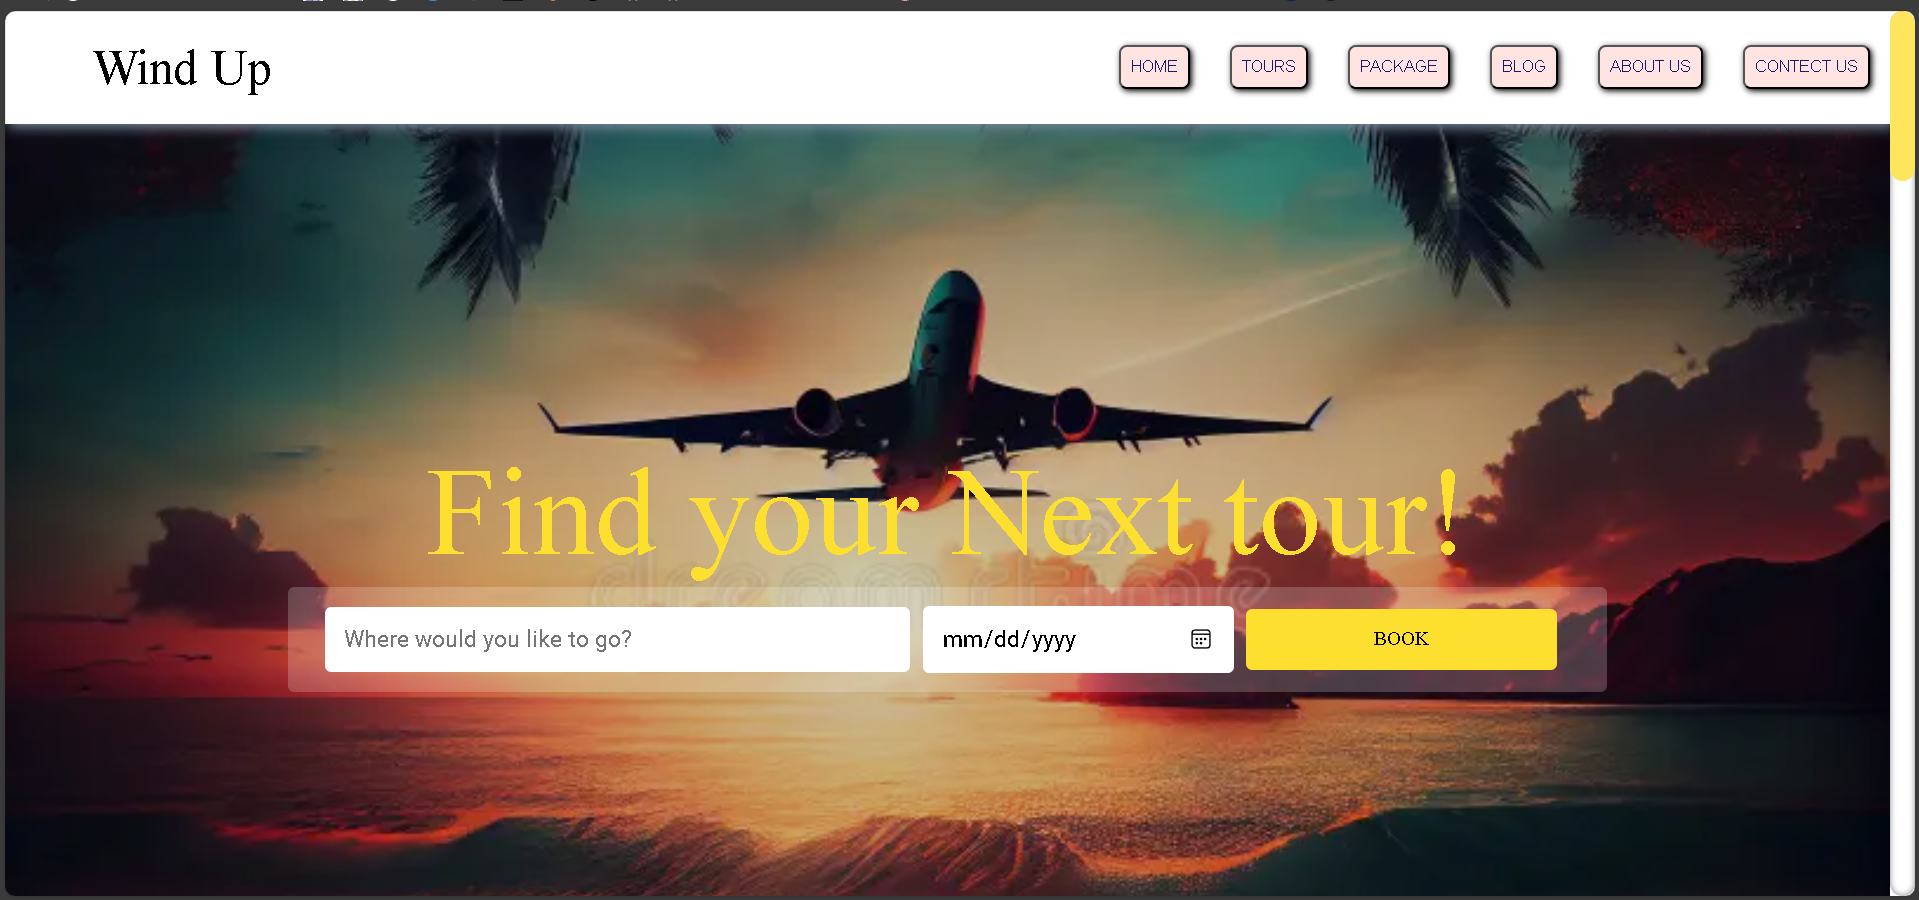 Wind Up
HOME
TOURS
PACKAGE
BLOG
ABOUT US
CONTECT US
Find your Next tour!
dreamstime
Where would you like to go?
mm/dd/yyyy
BOOK